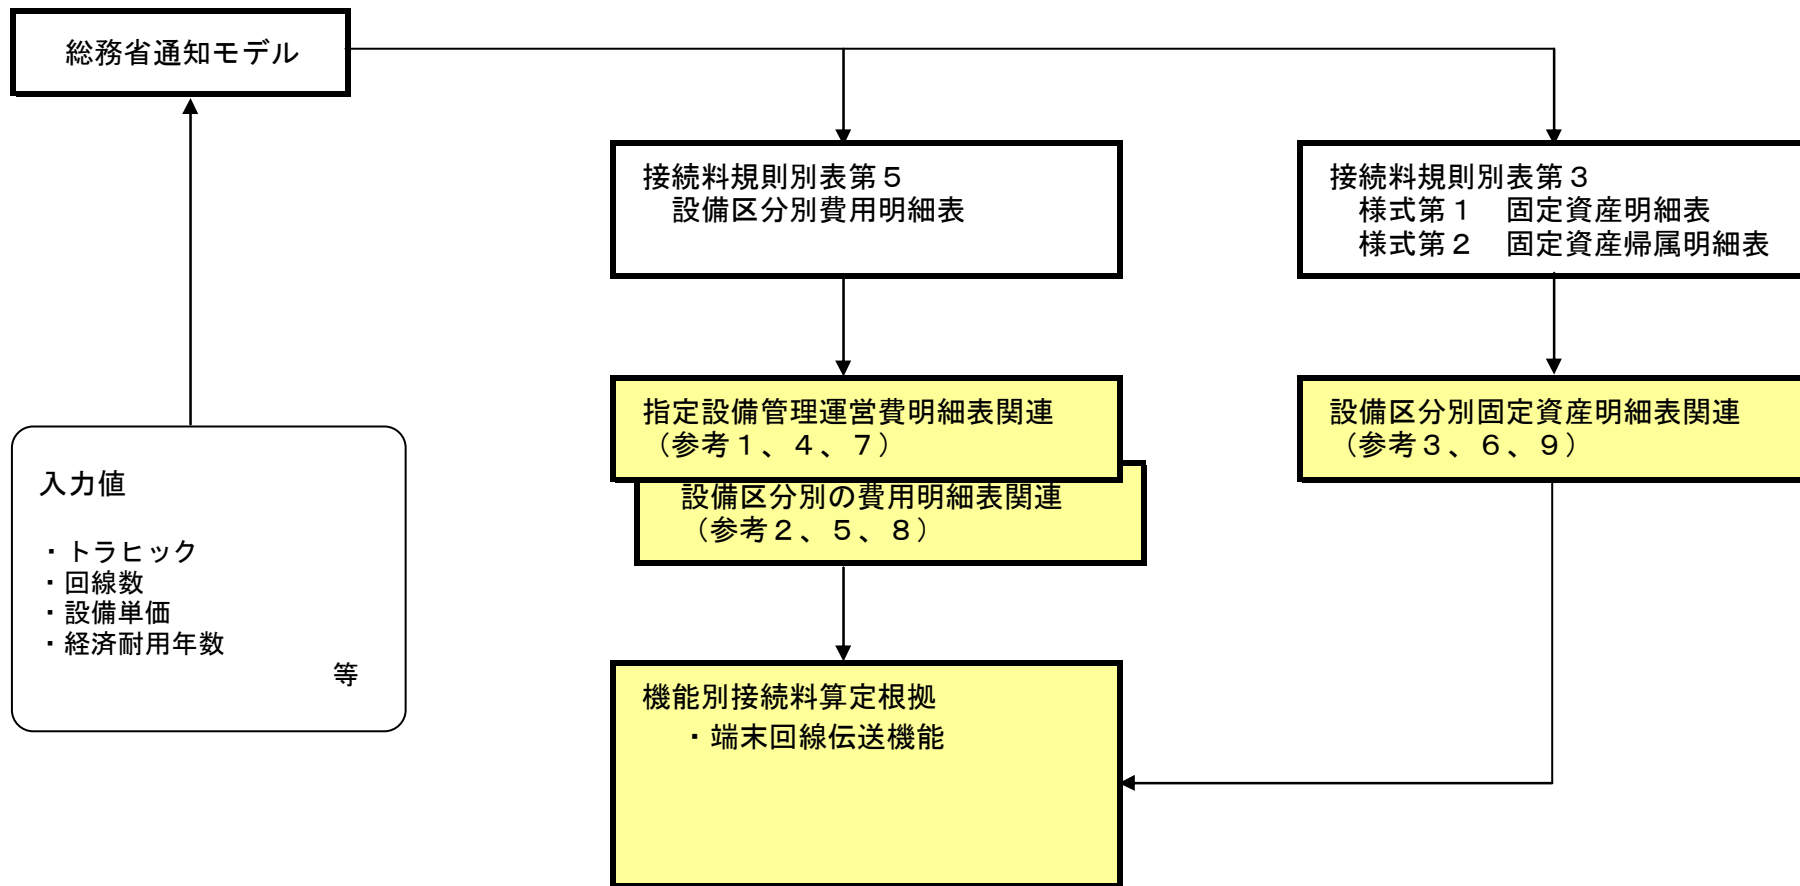 総務省通知モデル
接続料規則別表第５
設備区分別費用明細表
接続料規則別表第３
様式第１　固定資産明細表
様式第２　固定資産帰属明細表
指定設備管理運営費明細表関連
（参考１、４、７）
設備区分別の費用明細表関連
（参考２、５、８）
設備区分別固定資産明細表関連
（参考３、６、９）
入力値
・トラヒック
・回線数
・設備単価
・経済耐用年数
等
機能別接続料算定根拠
・端末回線伝送機能